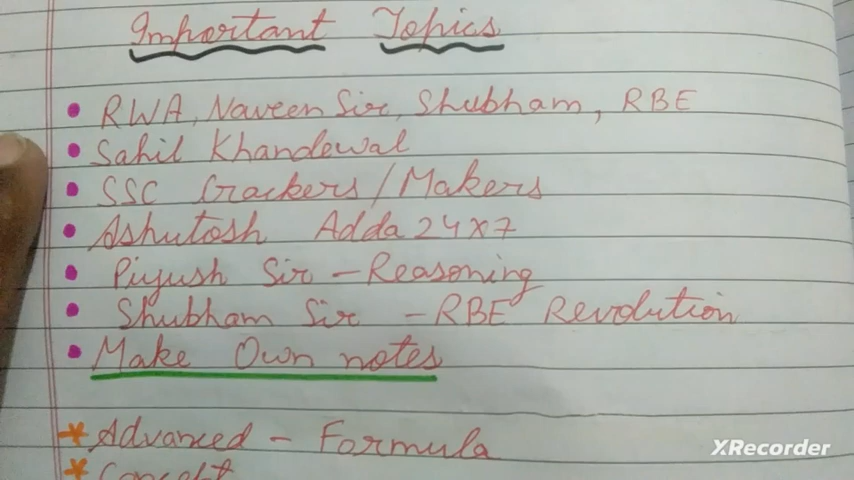 Important Topics
RWA, Naveen Sir, Shubham, RBE
Sahil Khandewal
SSC Crackers/Makers
Ashutosh Adda 24x7
Piyush Sir - Reasoning
Shubham Sir - RBE Revolution
Make Own notes
Advanced - Formula
Concept
XRecorder